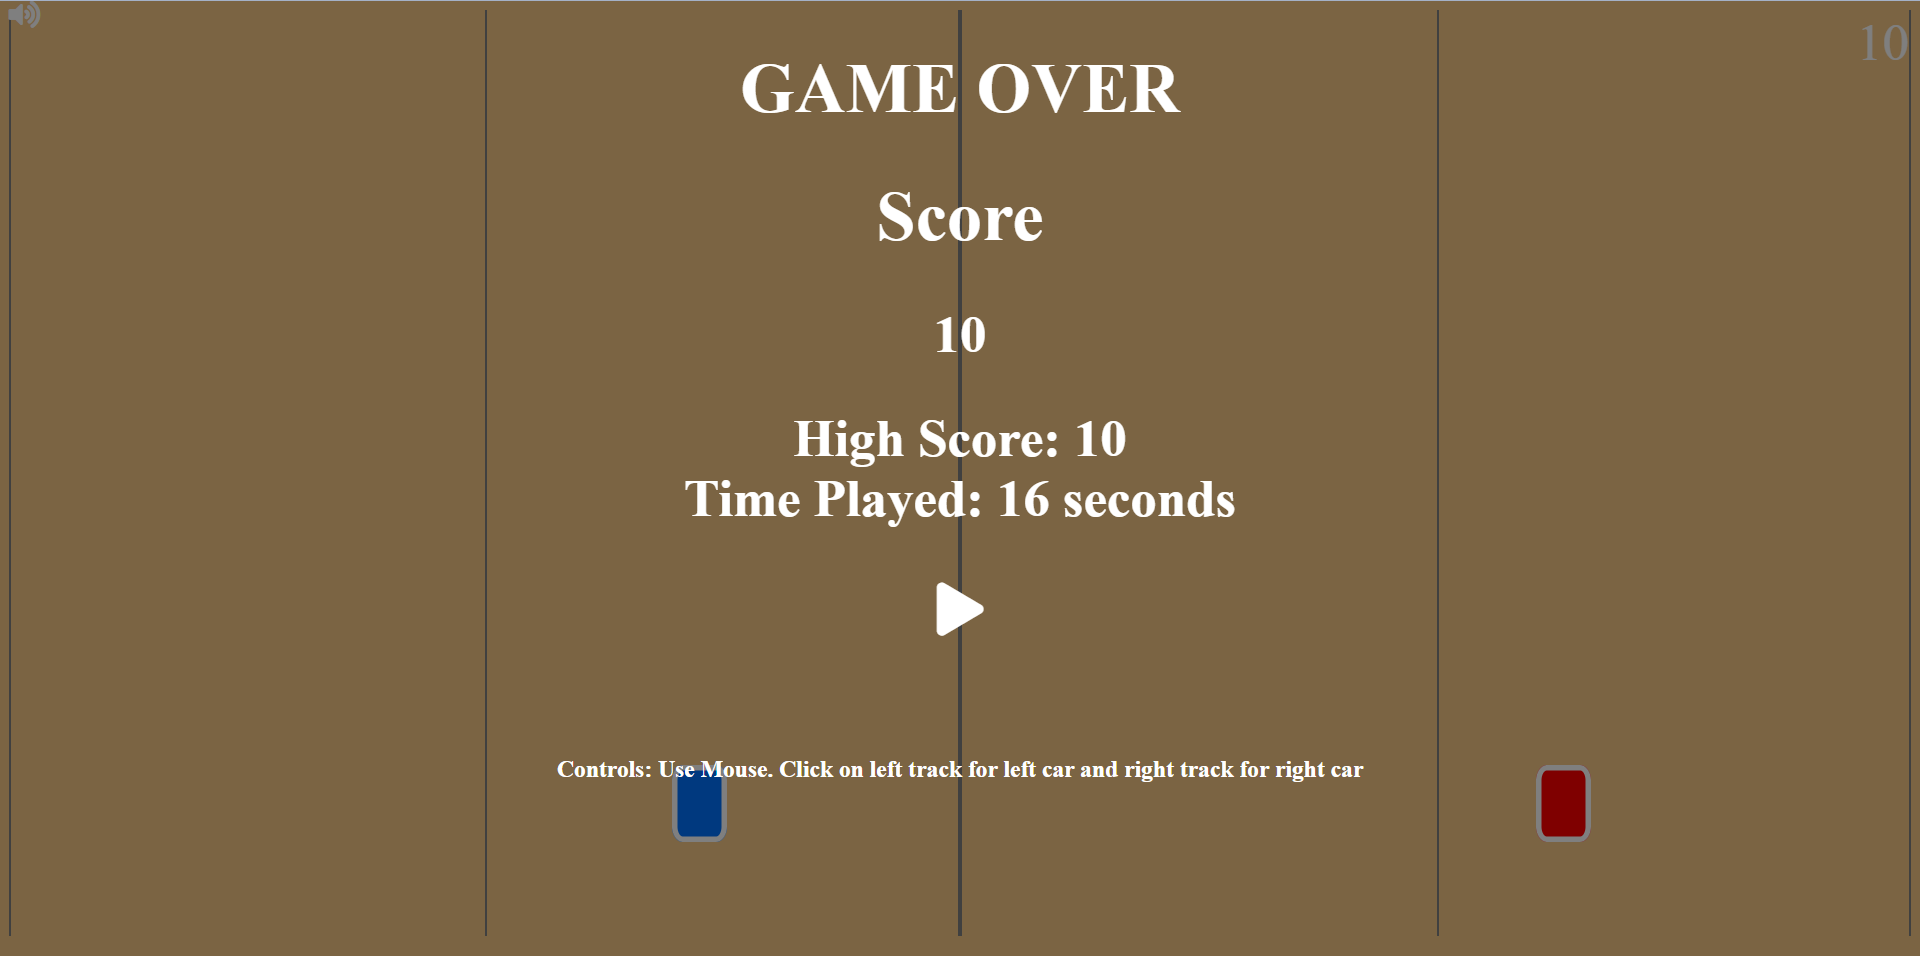 10
GAME OVER
Score
10
High Score: 10
Time Played: 16 seconds
Controls: Use Mouse. Click on left track for left car and right track for right car